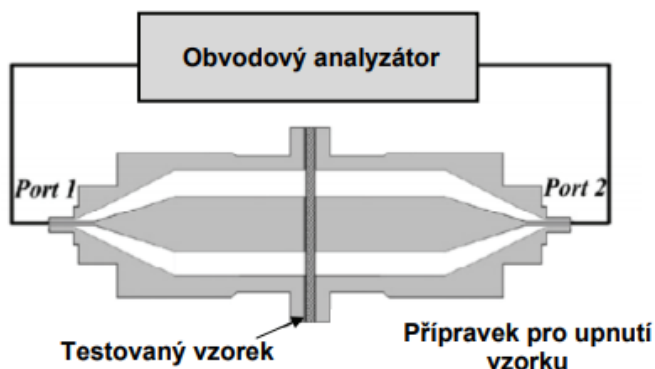 Obvodový analyzátor
Port 1
Port 2
Testovaný vzorek
Přípravek pro upnutí
vzorku